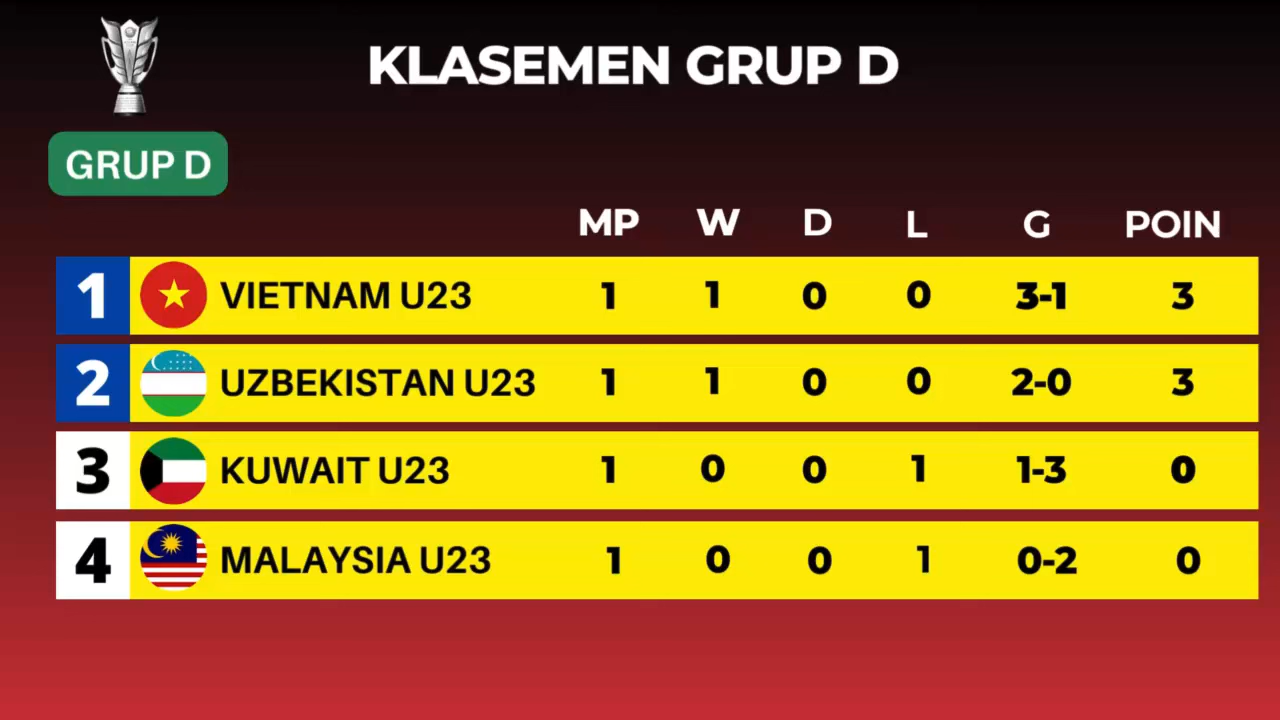 KLASEMEN GRUP D
GRUP D
MP W D L G POIN
1 VIETNAM U23 1 1 0 0 3-1 3
2 UZBEKISTAN U23 1 1 0 0 2-0 3
3 KUWAIT U23 1 0 0 1 1-3 0
4 MALAYSIA U23 1 0 0 1 0-2 0